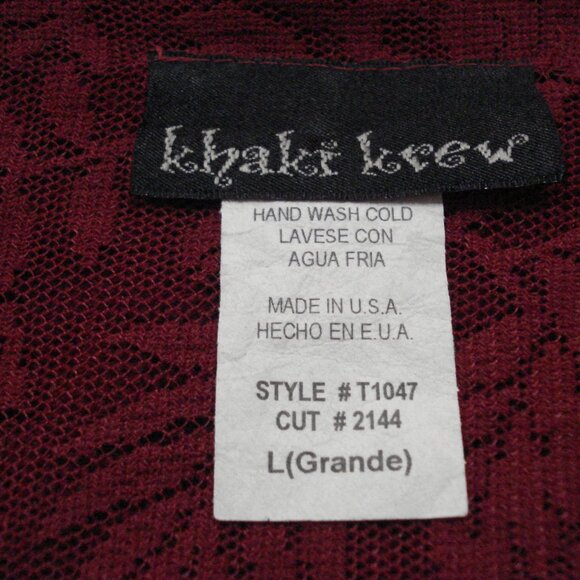 khaki krew
HAND WASH COLD
LAVESE CON
AGUA FRIA
MADE IN U.S.A.
HECHO EN E.U.A.
STYLE # T1047
CUT # 2144
L(Grande)